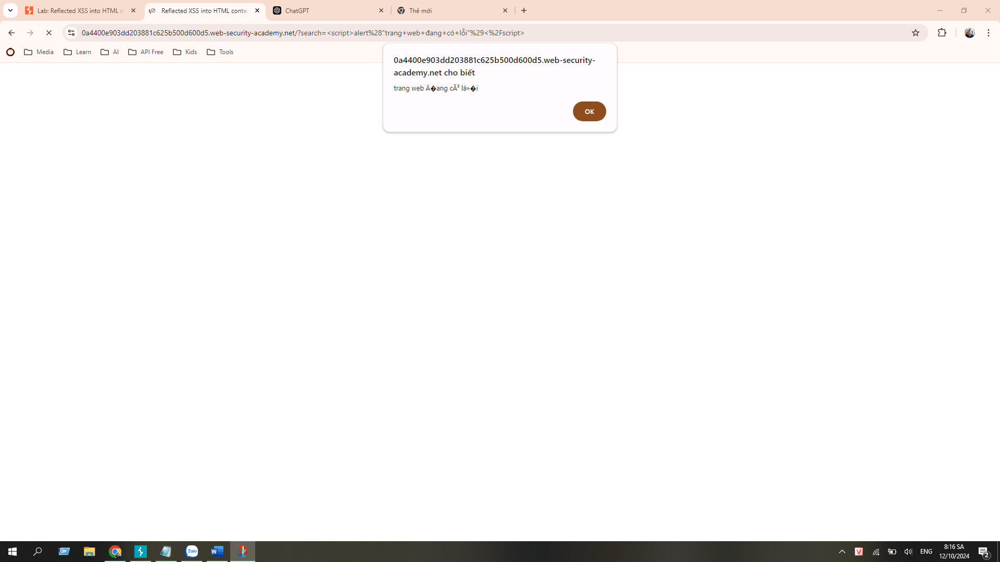 Lab: Reflected XSS into HTML c
Reflected XSS into HTML conte
ChatGPT
Thẻ mới
0a4400e903dd203881c625b500d600d5.web-security-academy.net/?search=<script>alert%28"trang+web+đang+có+lỗi"%29<%2Fscript>
Media
Learn
AI
API Free
Kids
Tools
0a4400e903dd203881c625b500d600d5.web-security-
academy.net cho biết
trang web Ä�ang cÃ³ lá»�i
OK
Zalo
W
V
ENG
8:16 SA
12/10/2024
2